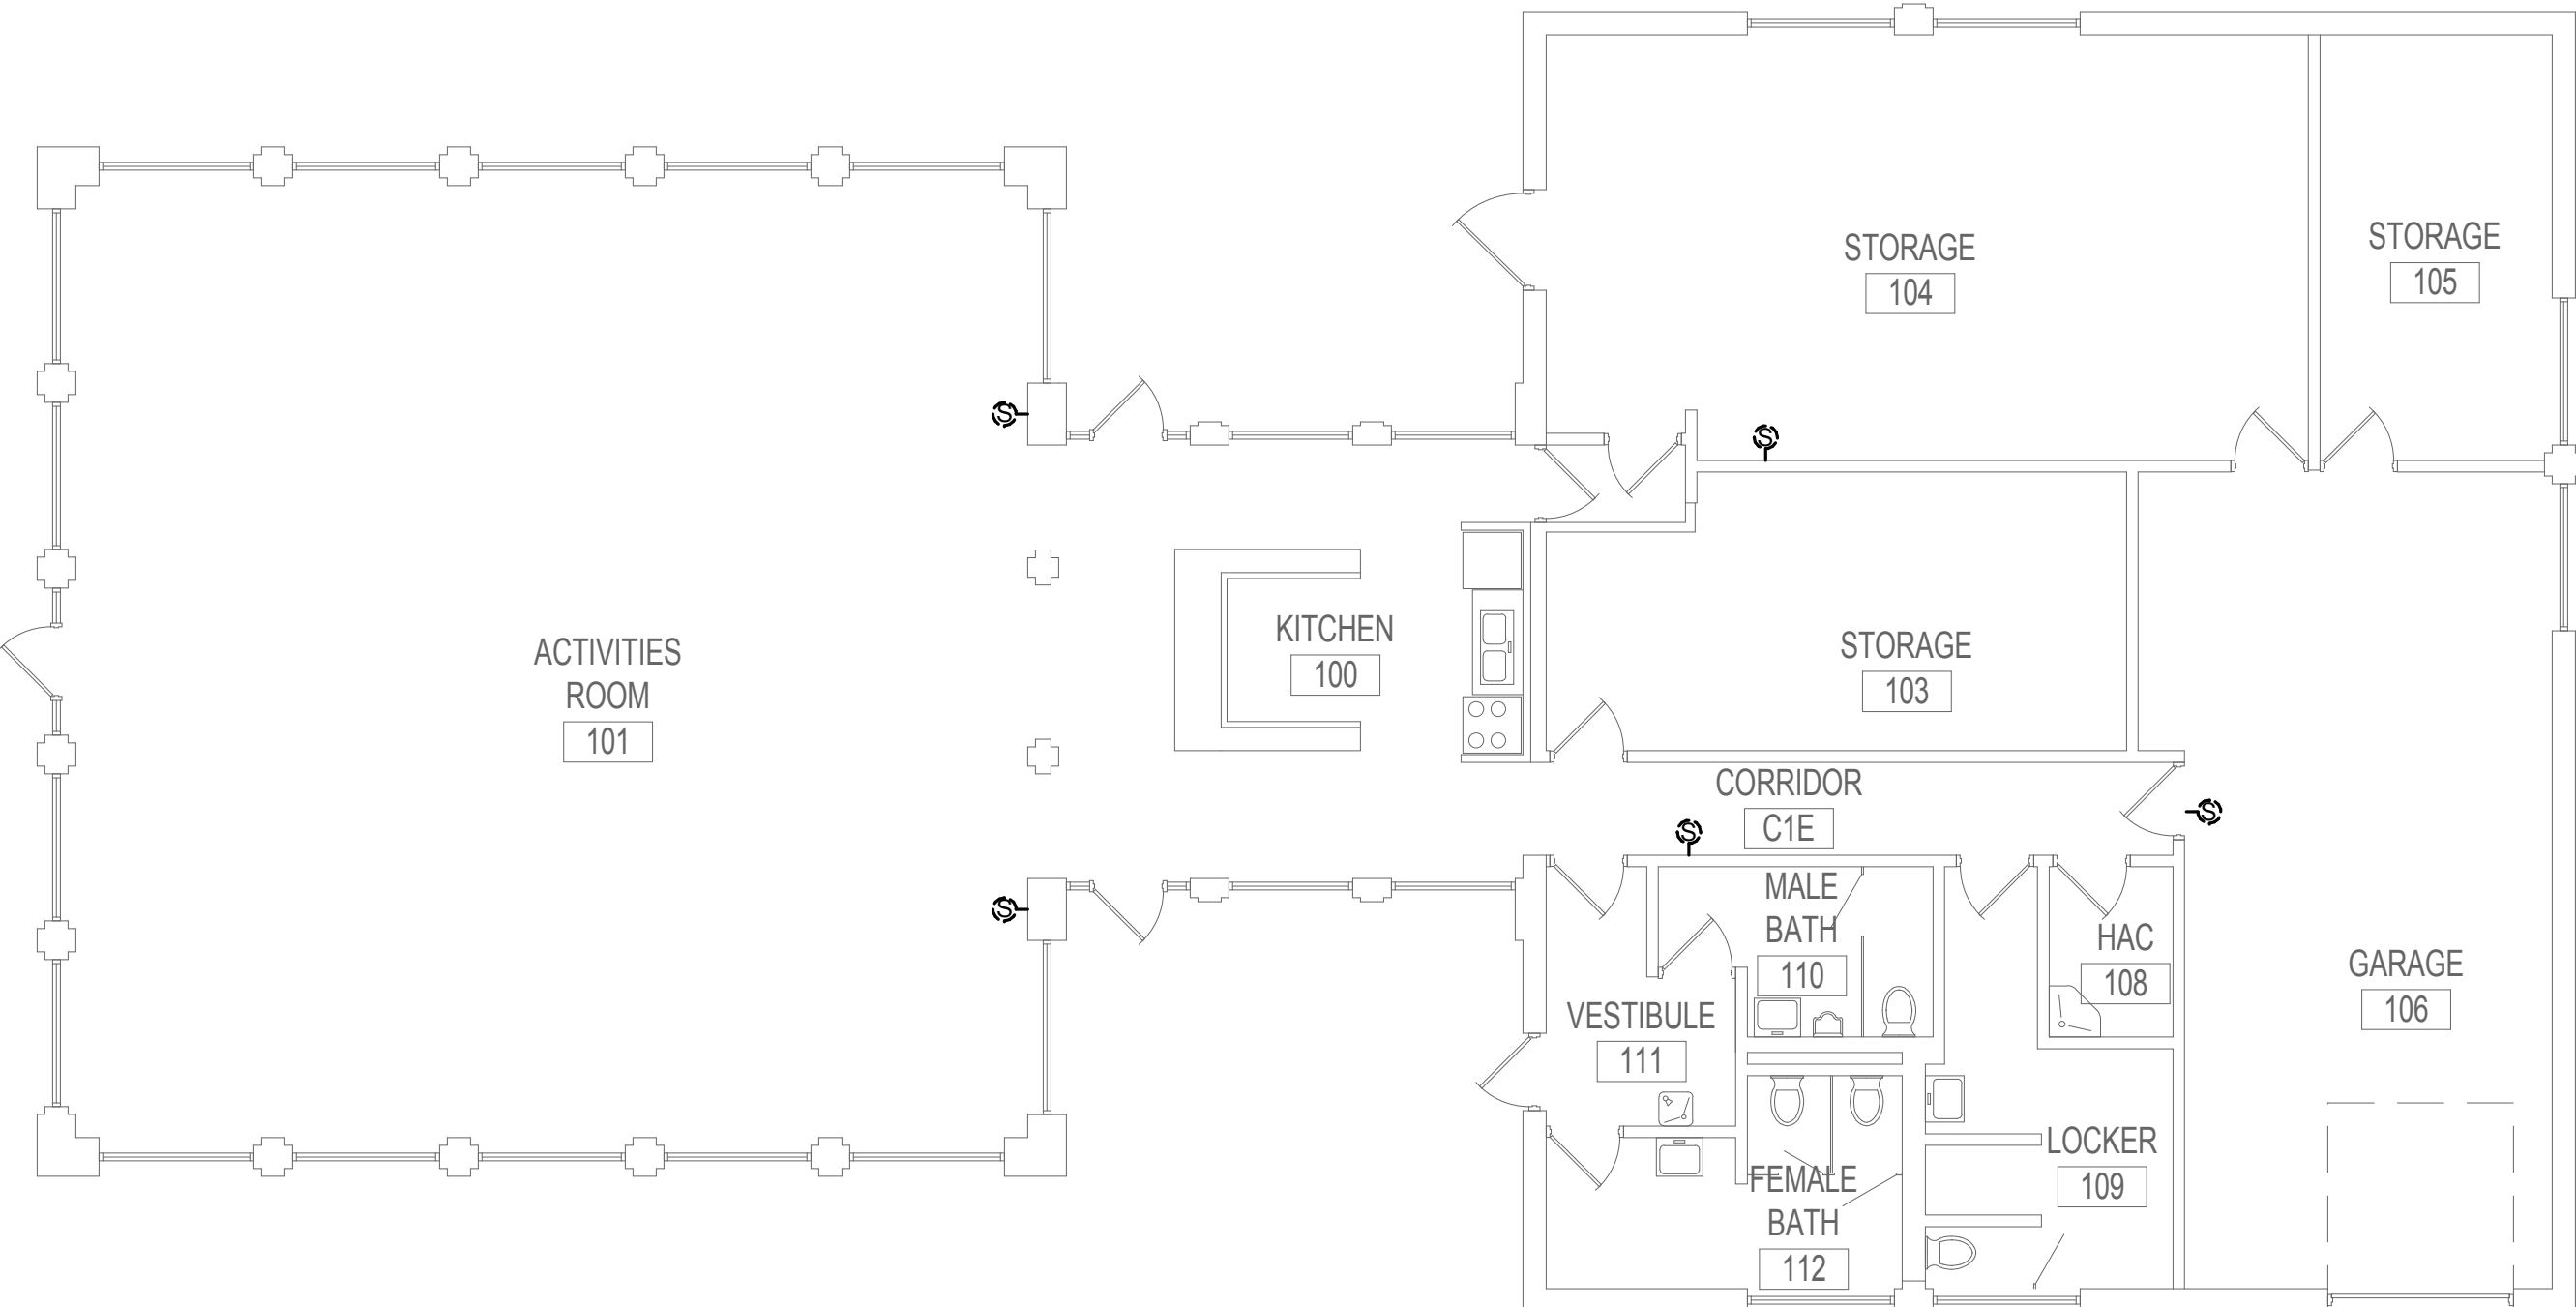 STORAGE
104
STORAGE
105
S
S
ACTIVITIES
ROOM
101
KITCHEN
100
STORAGE
103
CORRIDOR
C1E
S
S
S
MALE
BATH
110
HAC
108
GARAGE
106
VESTIBULE
111
LOCKER
109
FEMALE
BATH
112